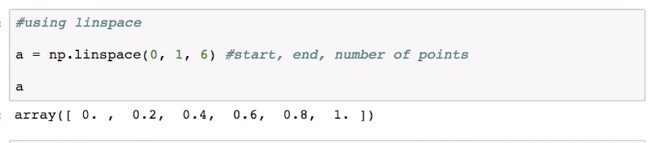 #using linspace
a = np.linspace(0, 1, 6) #start, end, number of points
a
array([ 0. ,  0.2,  0.4,  0.6,  0.8,  1. ])